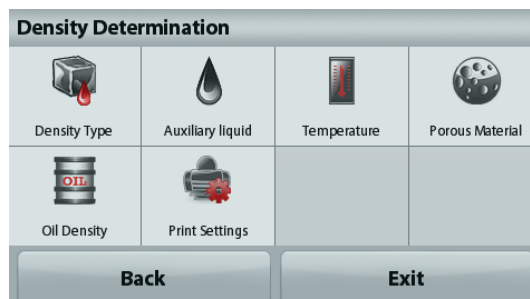 Density Determination
Density Type
Auxiliary liquid
Temperature
Porous Material
OIL
Oil Density
Print Settings
Back
Exit